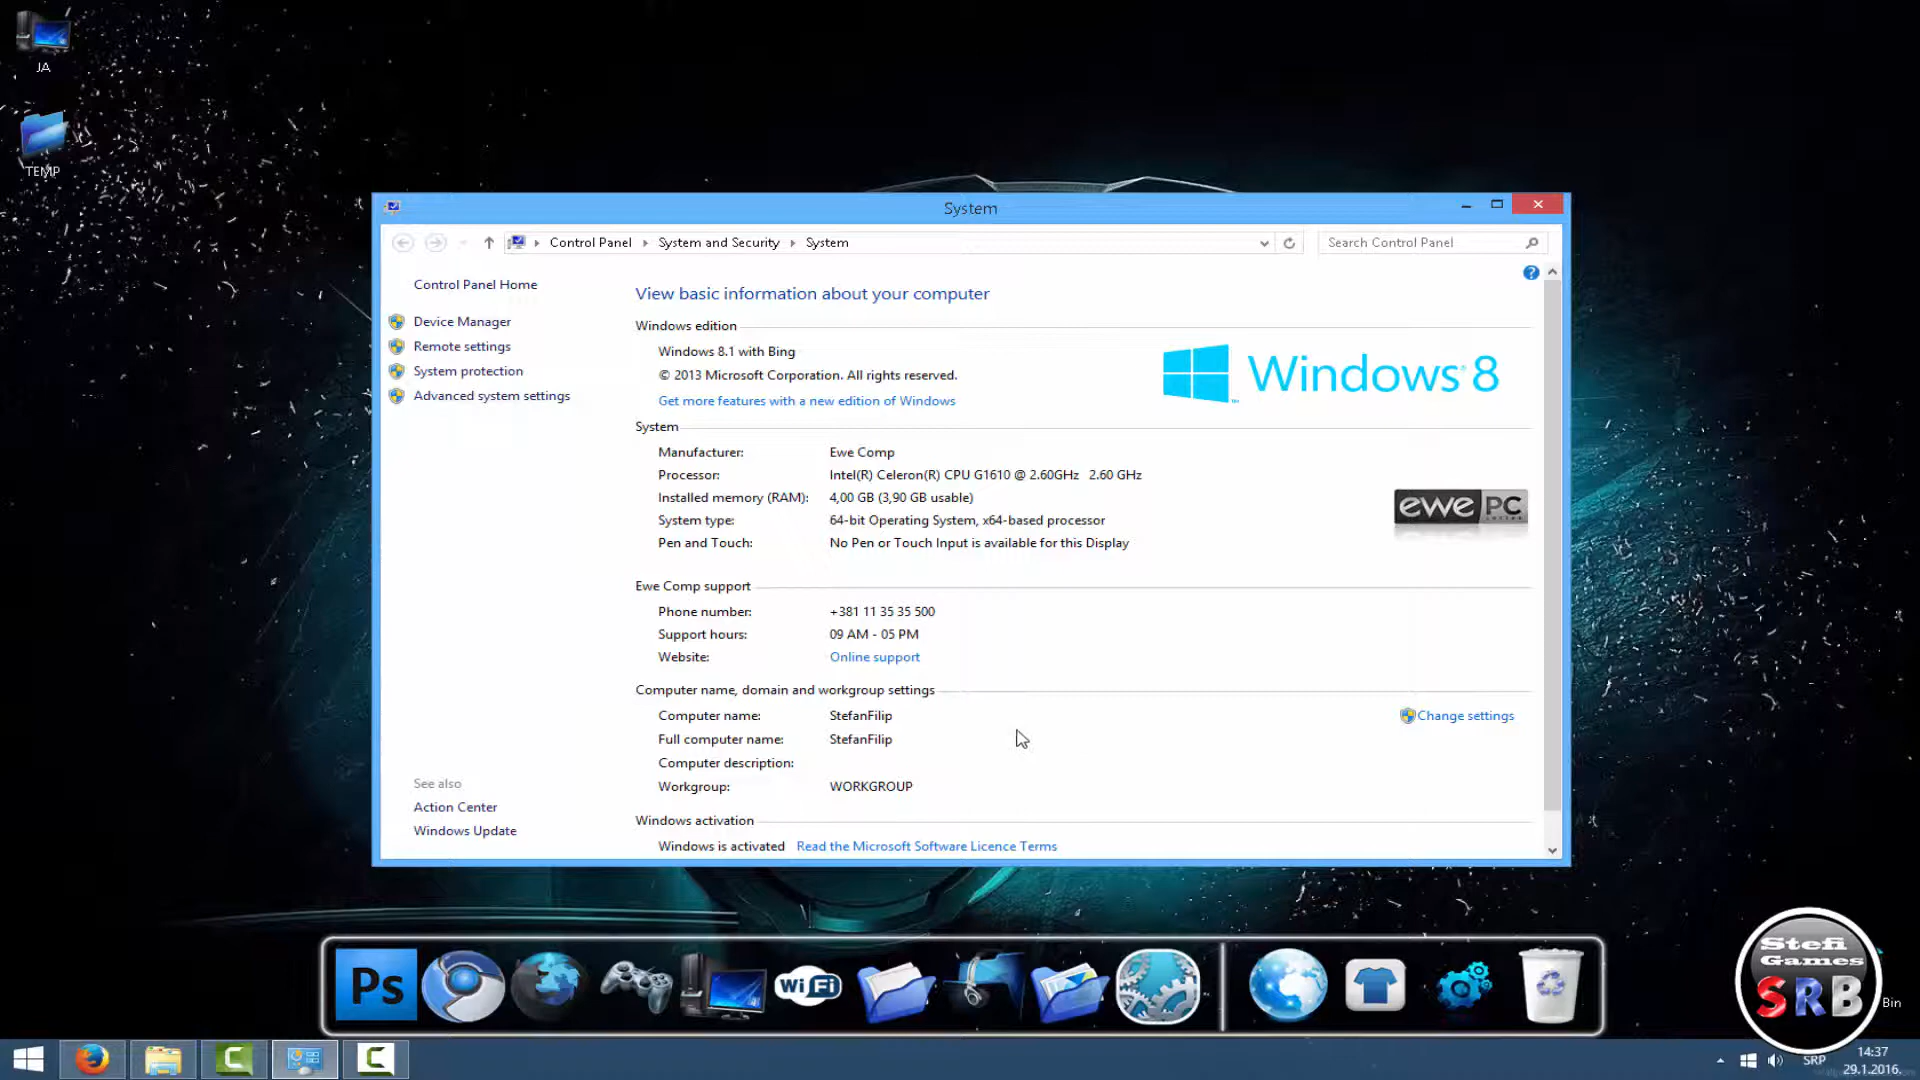 JA
TEMP
System
Control Panel System and Security System
Search Control Panel
Control Panel Home
Device Manager
Remote settings
System protection
Advanced system settings
See also
Action Center
Windows Update
View basic information about your computer
Windows edition
Windows 8.1 with Bing
© 2013 Microsoft Corporation. All rights reserved.
Get more features with a new edition of Windows
Windows 8
System
Manufacturer: Ewe Comp
Processor: Intel(R) Celeron(R) CPU G1610 @ 2.60GHz 2.60 GHz
Installed memory (RAM): 4,00 GB (3,90 GB usable)
System type: 64-bit Operating System, x64-based processor
Pen and Touch: No Pen or Touch Input is available for this Display
ewe PC
Ewe Comp support
Phone number: +381 11 35 35 500
Support hours: 09 AM - 05 PM
Website: Online support
Computer name, domain and workgroup settings
Computer name: StefanFilip
Change settings
Full computer name: StefanFilip
Computer description:
Workgroup: WORKGROUP
Windows activation
Windows is activated Read the Microsoft Software Licence Terms
Ps
WiFi
Stefi
Games
SRB
Bin
SRP
14:37
29.1.2016.